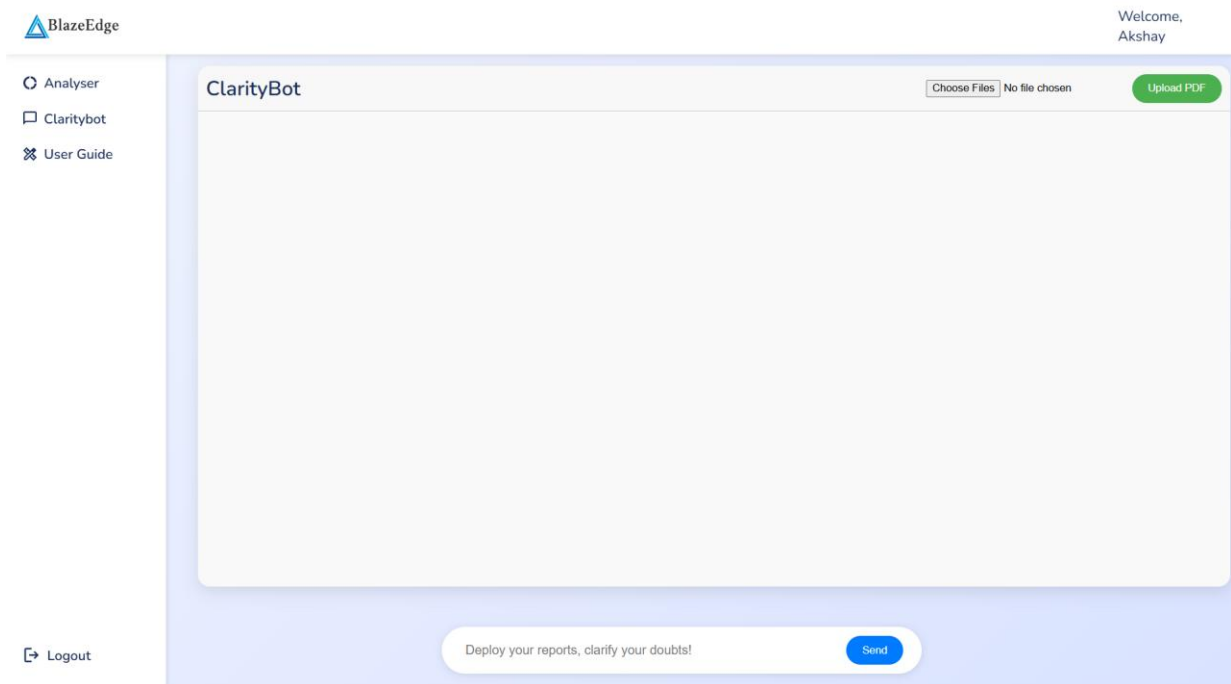 BlazeEdge
Welcome,
Akshay
Analyser
Claritybot
User Guide
ClarityBot
Choose Files No file chosen
Upload PDF
Logout
Deploy your reports, clarify your doubts!
Send